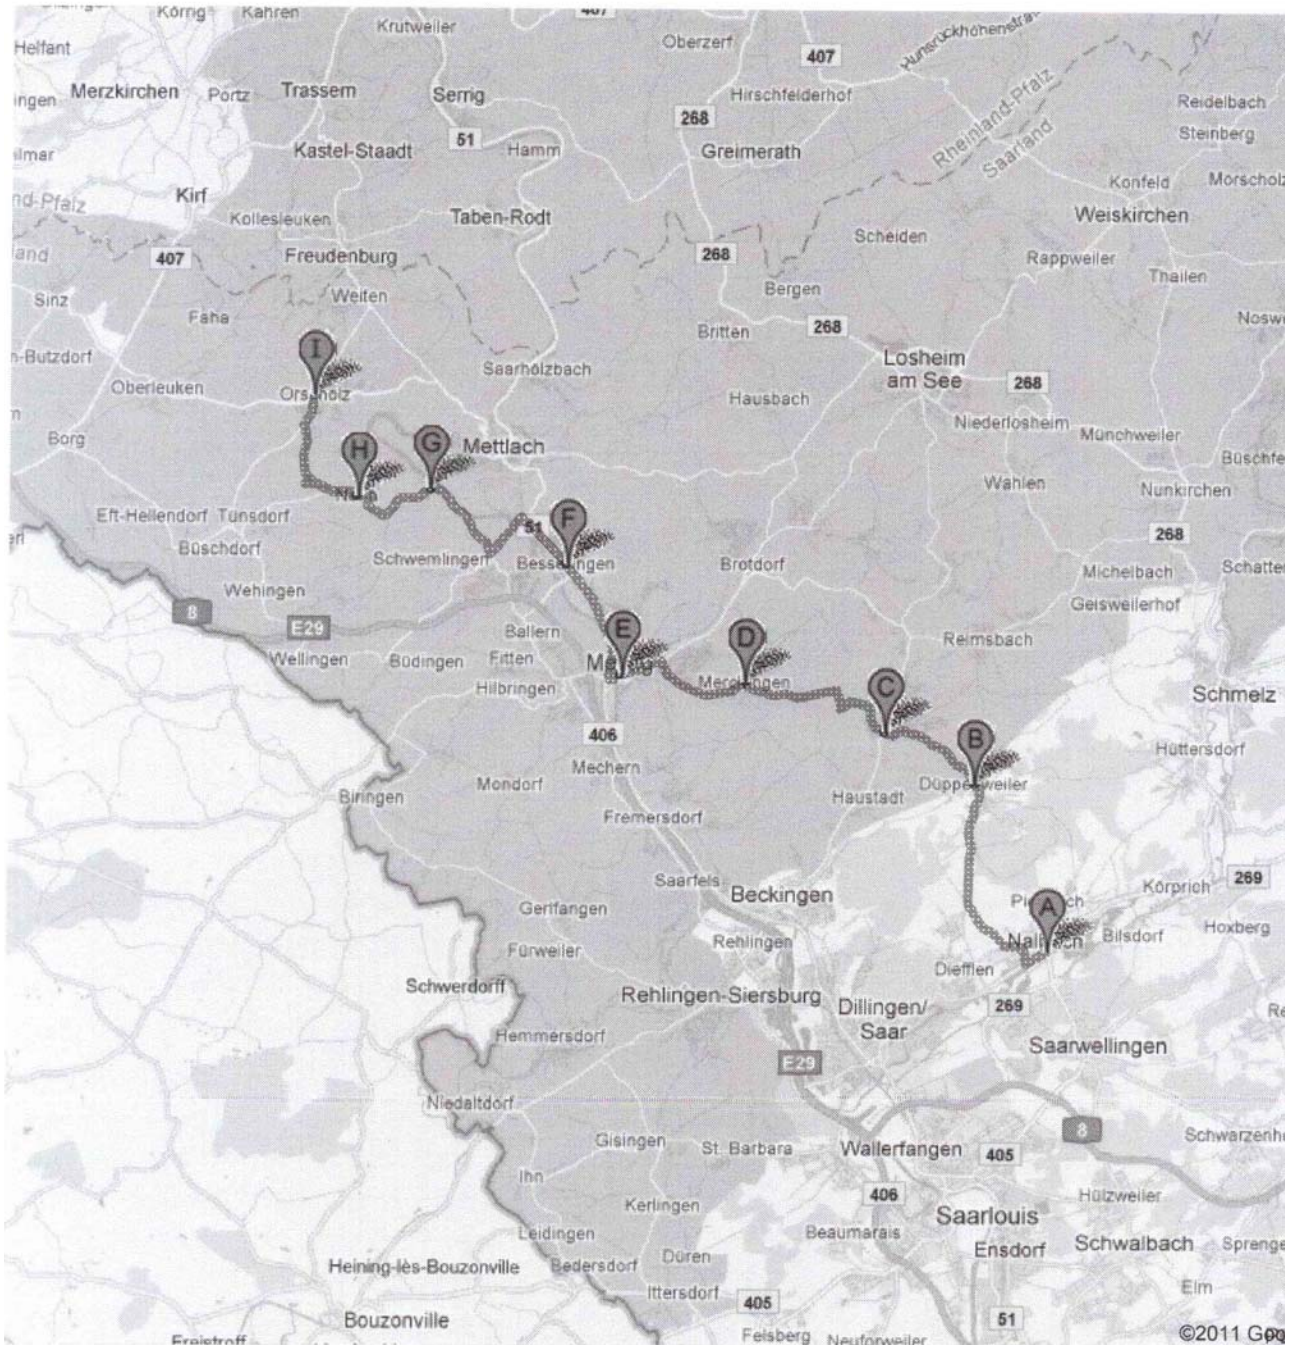 Kahren
407
Krutweiler
Helfant
Oberzerf
407
Hunsrückhöhenstraße
Merzkirchen
Portz
Trassem
Serrig
Hirschfelderhof
Reidelbach
268
Rheinland-Pfalz
Steinberg
51
Kastel-Staadt
Hamm
Greimerath
Saarland
Konfeld
Kirf
Kollesleuken
Taben-Rodt
Weiskirchen
Scheiden
407
Freudenburg
268
Rappweiler
Thailen
Bergen
Sinz
Weiten
Faha
Britten
268
I
Losheim
am See
Saarhölzbach
Oberleuken
268
Hausbach
Niederlosheim
Borg
H
G
Mettlach
Münchweiler
Wahlen
Nunkirchen
Eft-Hellendorf
Tünsdorf
F
51
268
Büschdorf
Schwemlingen
Brotdorf
Michelbach
Wehingen
Geisweilerhof
8
E29
Ballern
E
D
Reimsbach
Wellingen
Büdingen
Fitten
Hilbringen
C
Schmelz
406
B
Hüttersdorf
Mechern
Mondorf
Biringen
Haustadt
Fremersdorf
Saarfels
Beckingen
Körprich
269
Gerlfangen
A
Rehlingen
Bilsdorf
Hoxberg
Fürweiler
Diefflen
Schwerdorff
Rehlingen-Siersburg
Dillingen/
Saar
269
Hemmersdorf
Saarwellingen
E29
Niedaltdorf
8
Gisingen
St. Barbara
Wallerfangen
405
Ihn
406
Hülzweiler
Kerlingen
Saarlouis
Leidingen
Beaumarais
Ensdorf
Schwalbach
Heining-lès-Bouzonville
Bedersdorf
Düren
Ittersdorf
Elm
405
51
Bouzonville
Felsberg
Neuforweiler
Freistroff
©2011